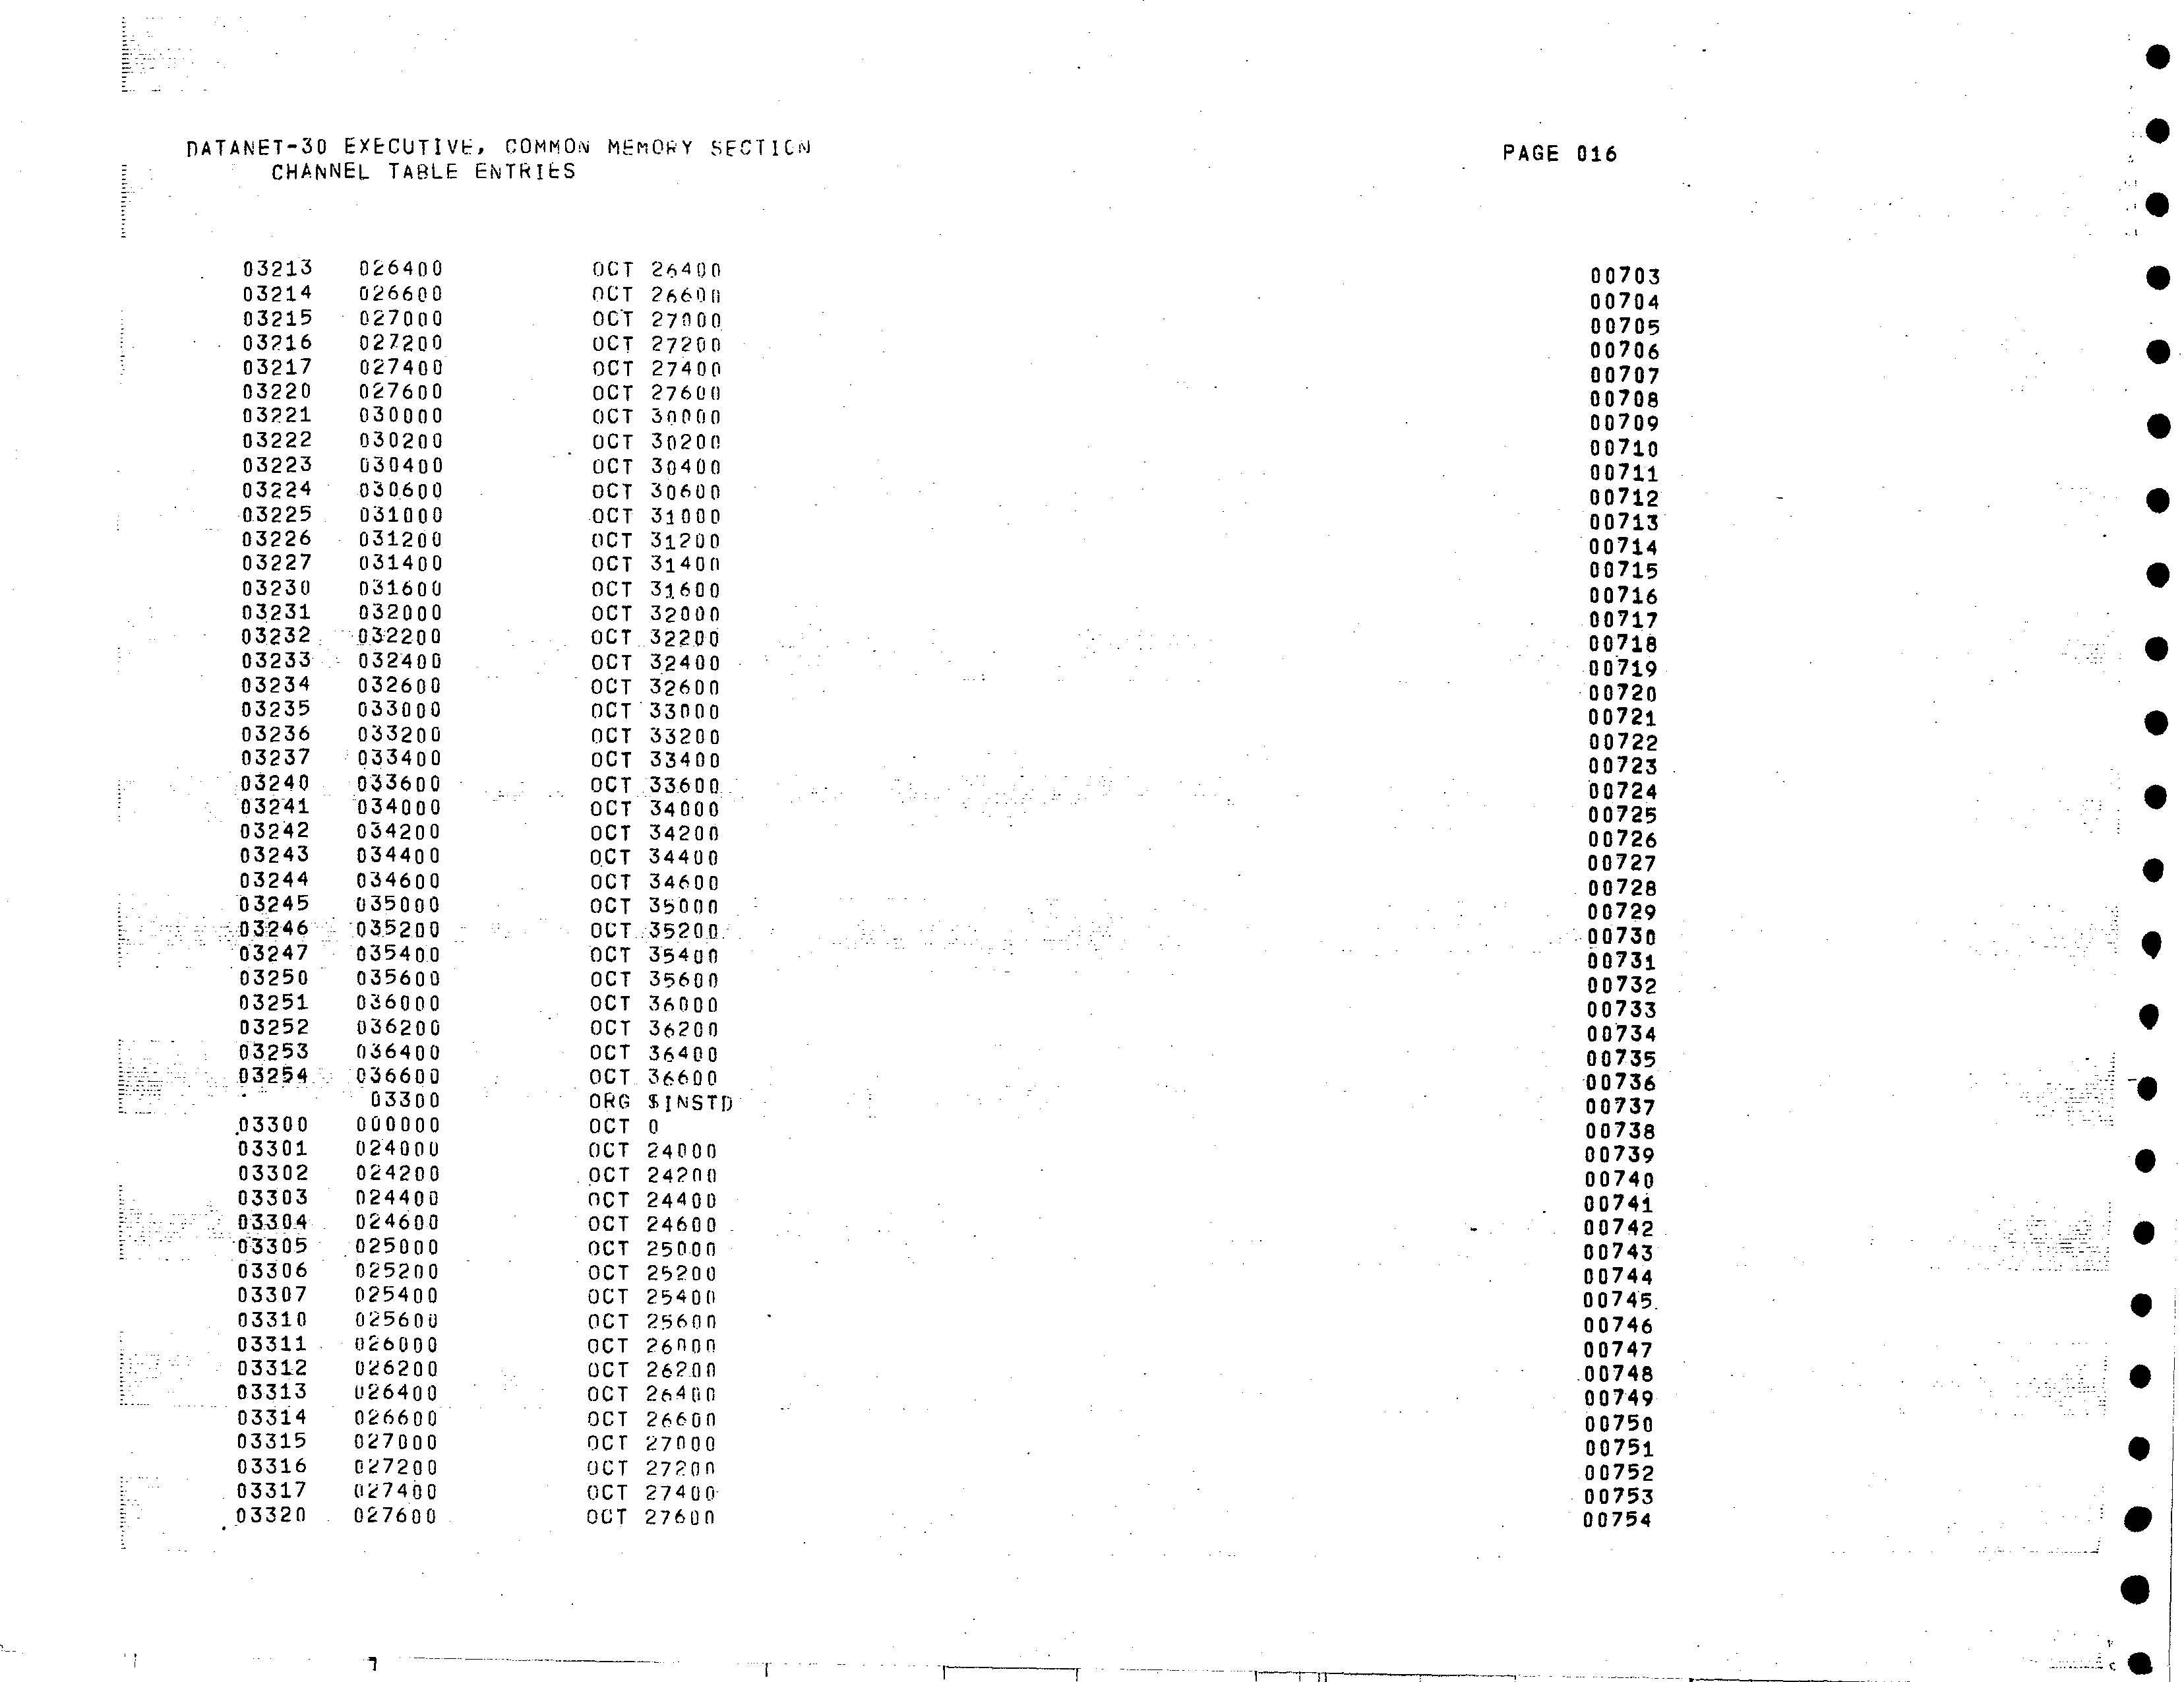 DATANET-30 EXECUTIVE, COMMON MEMORY SECTION PAGE 016
CHANNEL TABLE ENTRIES
03213 026400 OCT 26400 00703
03214 026600 OCT 26600 00704
03215 027000 OCT 27000 00705
03216 027200 OCT 27200 00706
03217 027400 OCT 27400 00707
03220 027600 OCT 27600 00708
03221 030000 OCT 30000 00709
03222 030200 OCT 30200 00710
03223 030400 OCT 30400 00711
03224 030600 OCT 30600 00712
03225 031000 OCT 31000 00713
03226 031200 OCT 31200 00714
03227 031400 OCT 31400 00715
03230 031600 OCT 31600 00716
03231 032000 OCT 32000 00717
03232 032200 OCT 32200 00718
03233 032400 OCT 32400 00719
03234 032600 OCT 32600 00720
03235 033000 OCT 33000 00721
03236 033200 OCT 33200 00722
03237 033400 OCT 33400 00723
03240 033600 OCT 33600 00724
03241 034000 OCT 34000 00725
03242 034200 OCT 34200 00726
03243 034400 OCT 34400 00727
03244 034600 OCT 34600 00728
03245 035000 OCT 35000 00729
03246 035200 OCT 35200 00730
03247 035400 OCT 35400 00731
03250 035600 OCT 35600 00732
03251 036000 OCT 36000 00733
03252 036200 OCT 36200 00734
03253 036400 OCT 36400 00735
03254 036600 OCT 36600 00736
03300 ORG $INSTD 00737
03300 000000 OCT 0 00738
03301 024000 OCT 24000 00739
03302 024200 OCT 24200 00740
03303 024400 OCT 24400 00741
03304 024600 OCT 24600 00742
03305 025000 OCT 25000 00743
03306 025200 OCT 25200 00744
03307 025400 OCT 25400 00745
03310 025600 OCT 25600 00746
03311 026000 OCT 26000 00747
03312 026200 OCT 26200 00748
03313 026400 OCT 26400 00749
03314 026600 OCT 26600 00750
03315 027000 OCT 27000 00751
03316 027200 OCT 27200 00752
03317 027400 OCT 27400 00753
03320 027600 OCT 27600 00754